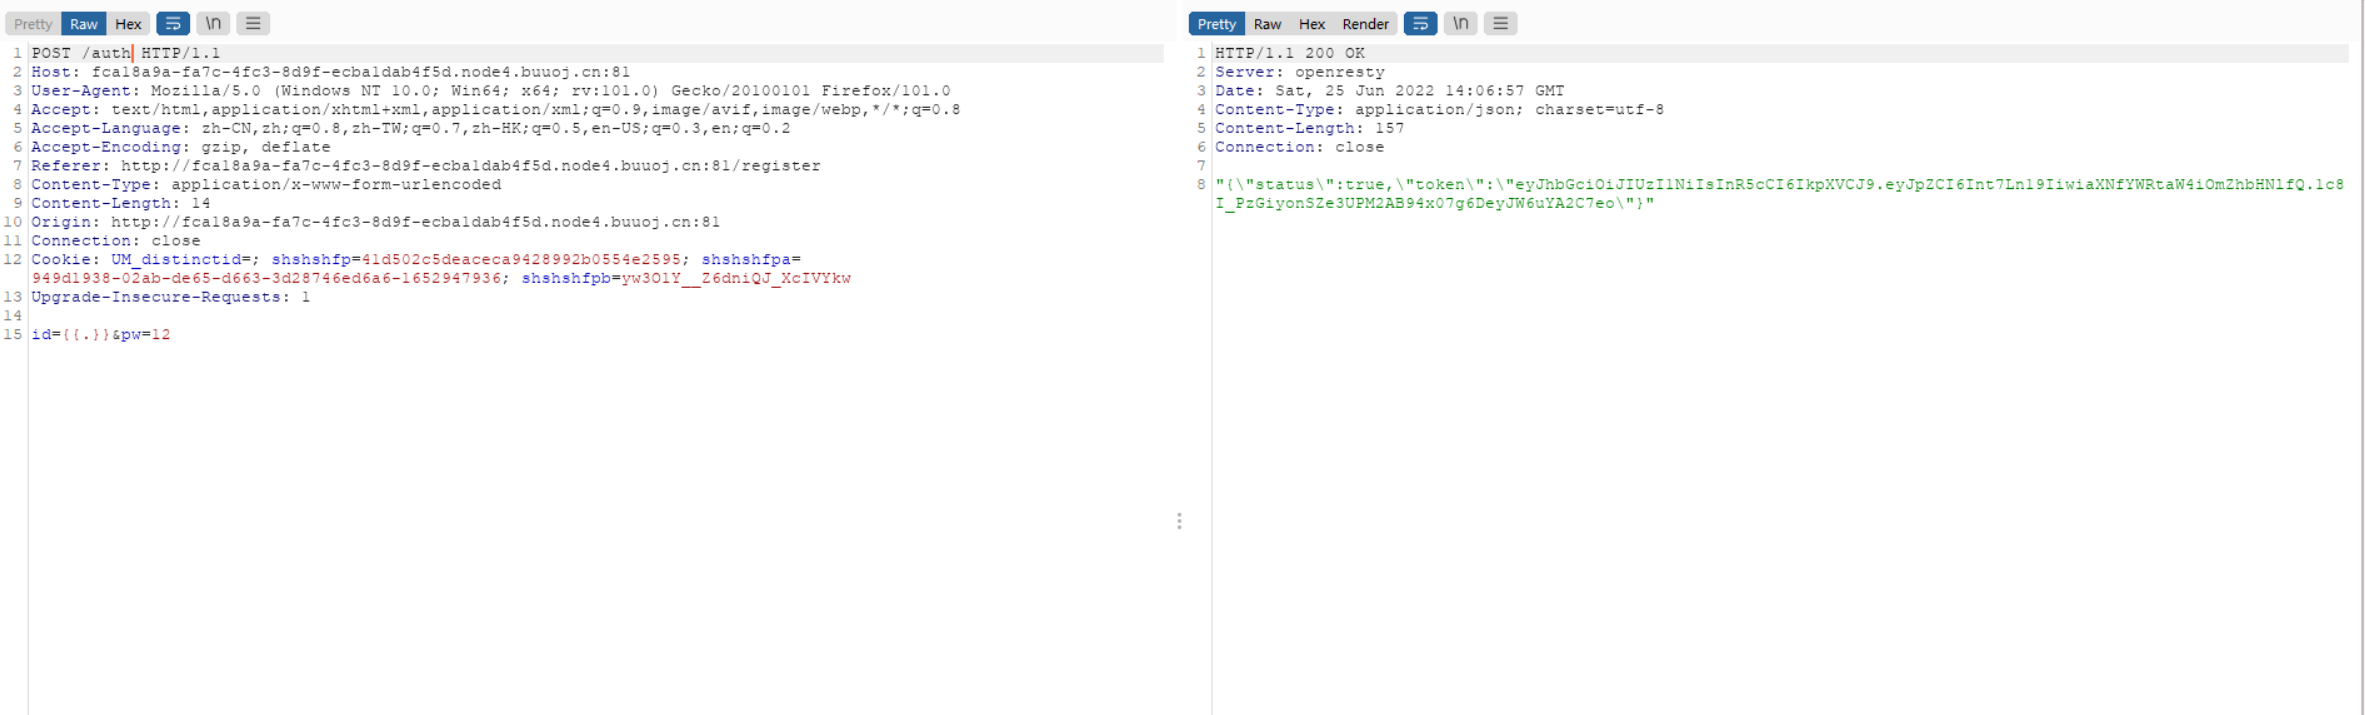 Pretty Raw Hex \n
1 POST /auth HTTP/1.1
2 Host: fca18a9a-fa7c-4fc3-8d9f-ecba1dab4f5d.node4.buuoj.cn:81
3 User-Agent: Mozilla/5.0 (Windows NT 10.0; Win64; x64; rv:101.0) Gecko/20100101 Firefox/101.0
4 Accept: text/html,application/xhtml+xml,application/xml;q=0.9,image/avif,image/webp,*/*;q=0.8
5 Accept-Language: zh-CN,zh;q=0.8,zh-TW;q=0.7,zh-HK;q=0.5,en-US;q=0.3,en;q=0.2
6 Accept-Encoding: gzip, deflate
7 Referer: http://fca18a9a-fa7c-4fc3-8d9f-ecba1dab4f5d.node4.buuoj.cn:81/register
8 Content-Type: application/x-www-form-urlencoded
9 Content-Length: 14
10 Origin: http://fca18a9a-fa7c-4fc3-8d9f-ecba1dab4f5d.node4.buuoj.cn:81
11 Connection: close
12 Cookie: UM_distinctid=; shshshfp=41d502c5deaceca9428992b0554e2595; shshshfpa=
949d1938-02ab-de65-d663-3d28746ed6a6-1652947936; shshshfpb=yw3O1Y__Z6dniQJ_XcIVYkw
13 Upgrade-Insecure-Requests: 1
14
15 id={{.}}&pw=12
Pretty Raw Hex Render \n
1 HTTP/1.1 200 OK
2 Server: openresty
3 Date: Sat, 25 Jun 2022 14:06:57 GMT
4 Content-Type: application/json; charset=utf-8
5 Content-Length: 157
6 Connection: close
7
8 "{\"status\":true,\"token\":\"eyJhbGciOiJIUzI1NiIsInR5cCI6IkpXVCJ9.eyJpZCI6Int7Ln19IiwiaXNfYWRtaW4iOmZhbHNlfQ.1c8
I_PzGiyonSZe3UPM2AB94x07g6DeyJW6uYA2C7eo\"}"